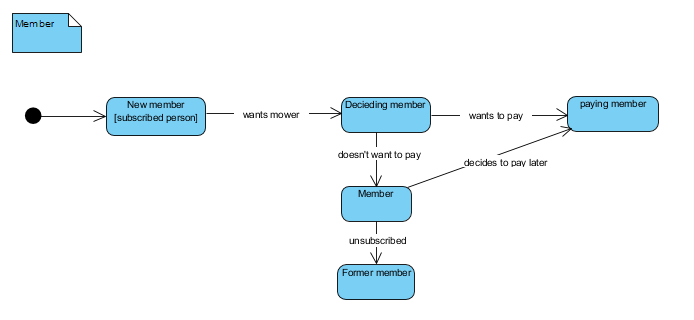 Member
New member
[subscribed person]
wants mower
Decieding member
wants to pay
paying member
doesn't want to pay
decides to pay later
Member
unsubscribed
Former member